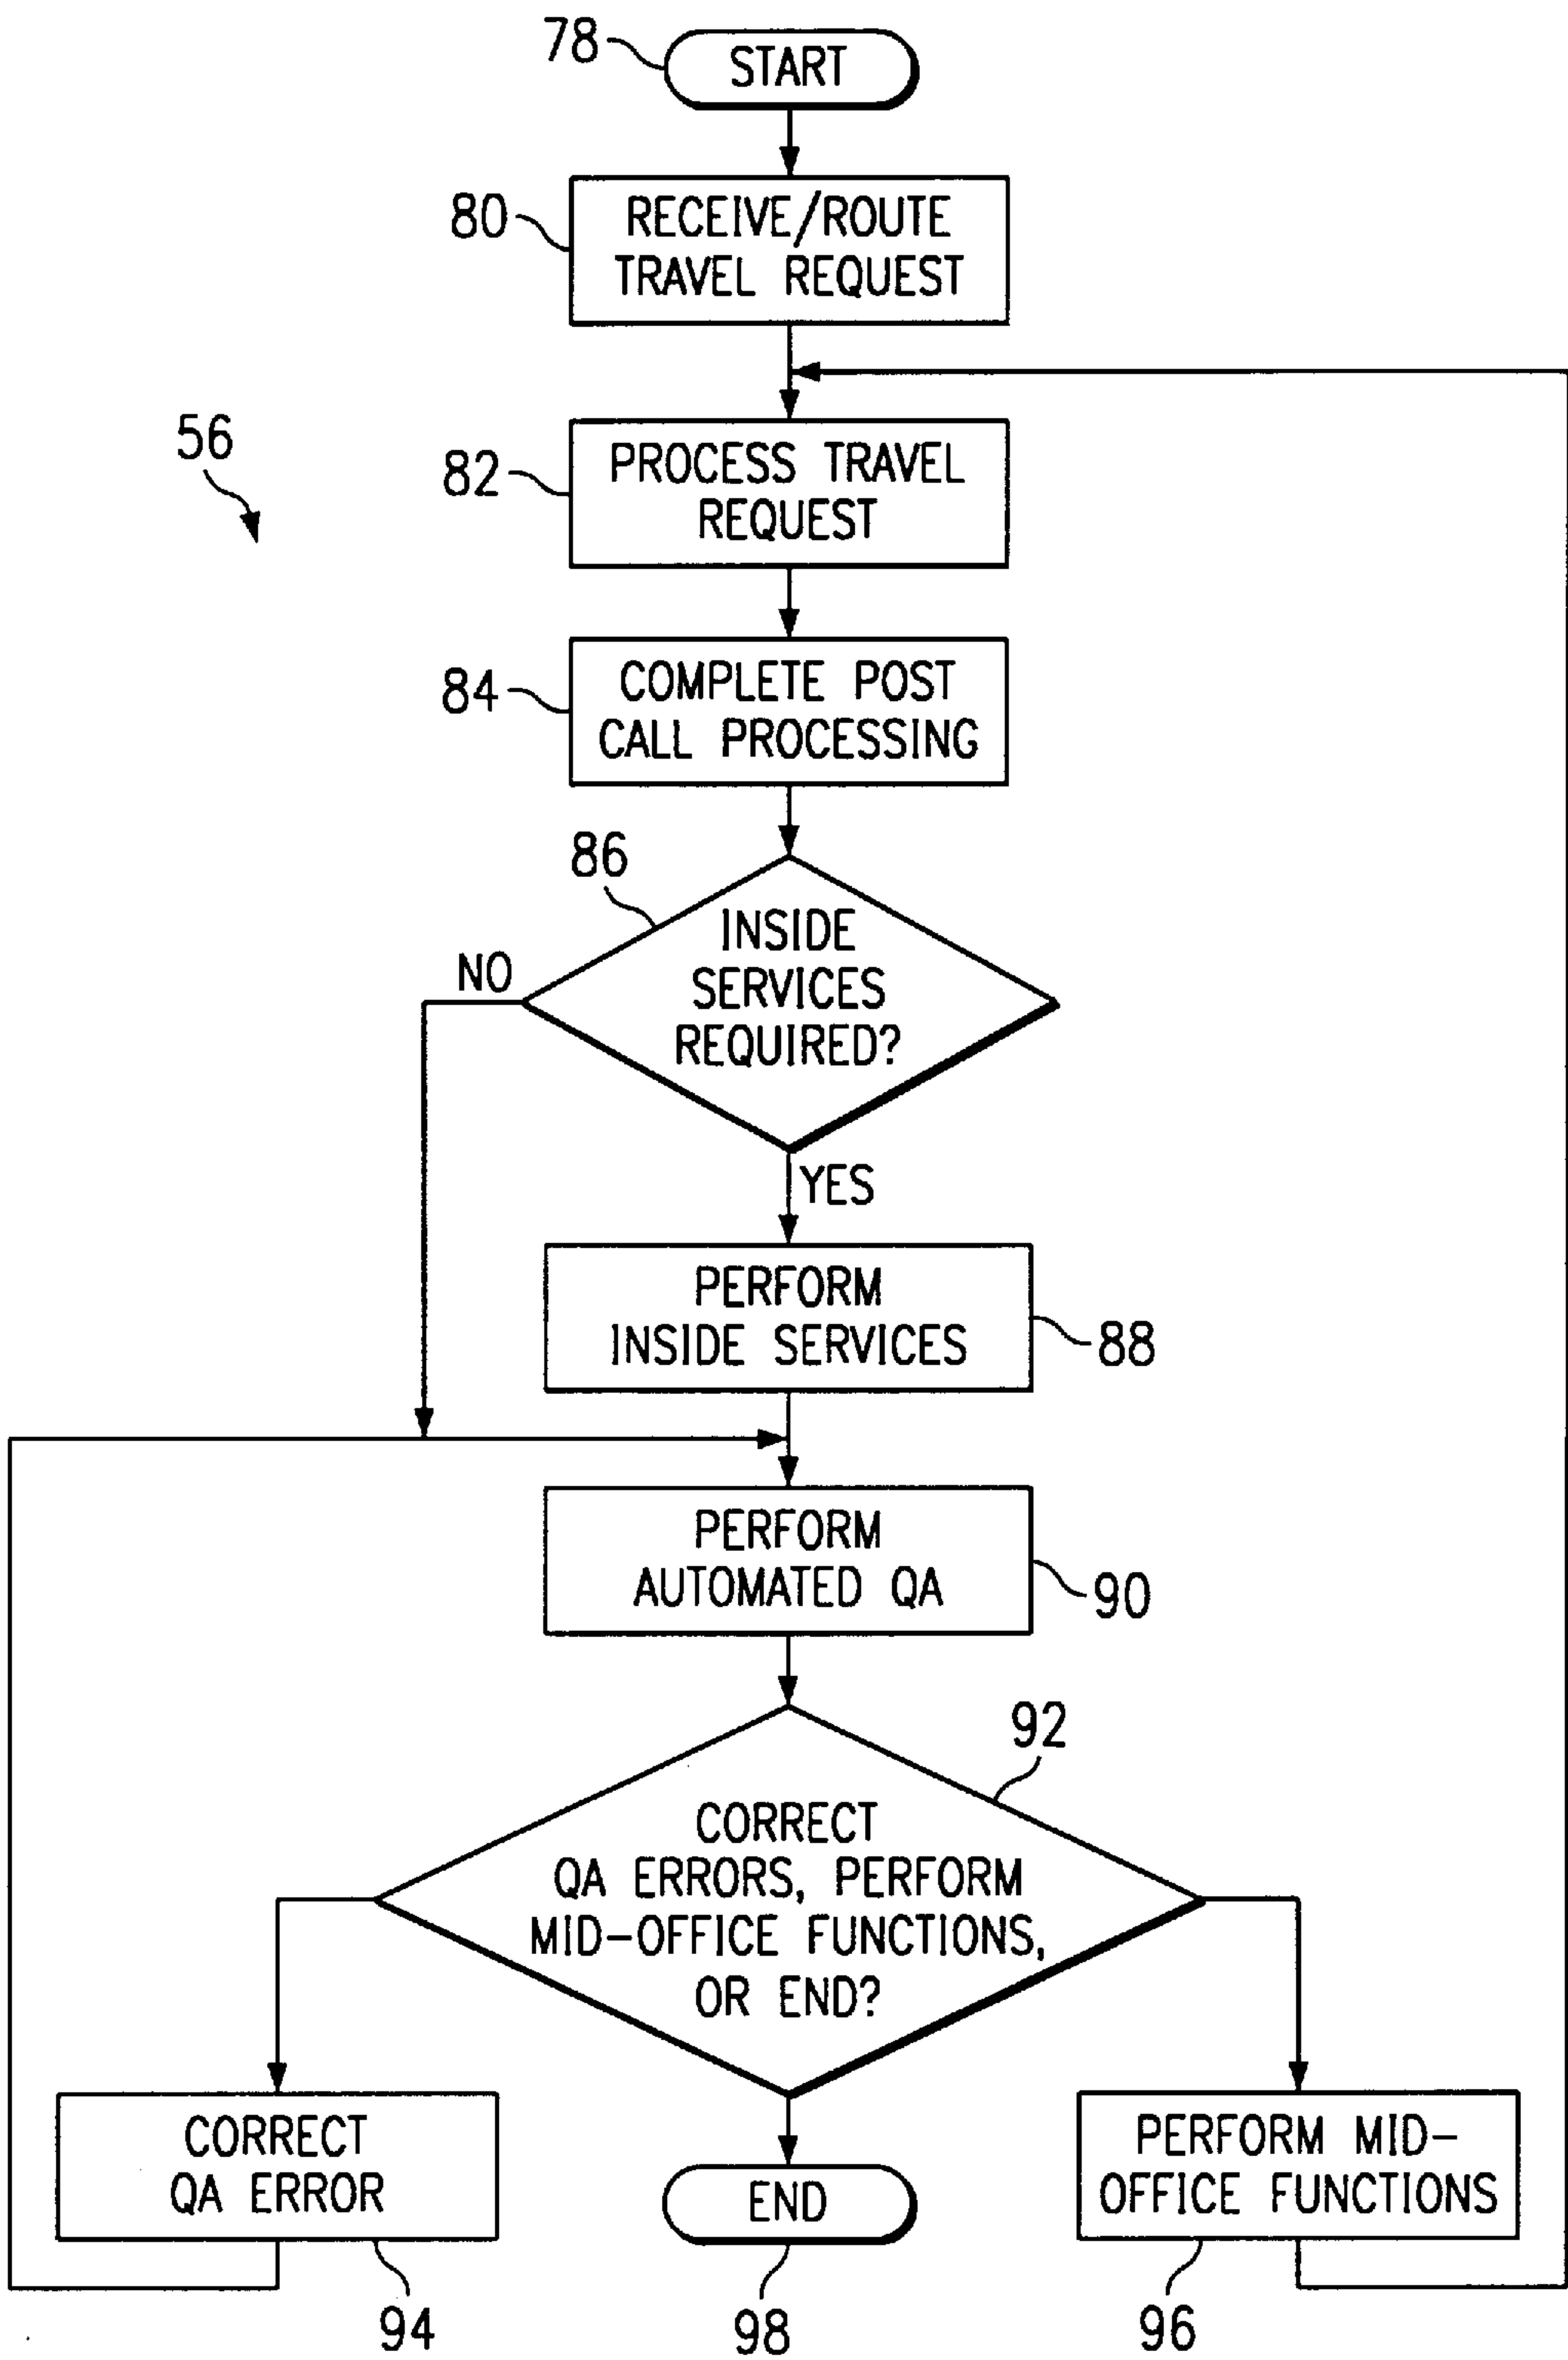 78
START
80
RECEIVE/ROUTE
TRAVEL REQUEST
56
82
PROCESS TRAVEL
REQUEST
84
COMPLETE POST
CALL PROCESSING
86
INSIDE
SERVICES
REQUIRED?
NO
YES
PERFORM
INSIDE SERVICES
88
PERFORM
AUTOMATED QA
90
92
CORRECT
QA ERRORS, PERFORM
MID-OFFICE FUNCTIONS,
OR END?
CORRECT
QA ERROR
94
END
98
PERFORM MID-
OFFICE FUNCTIONS
96